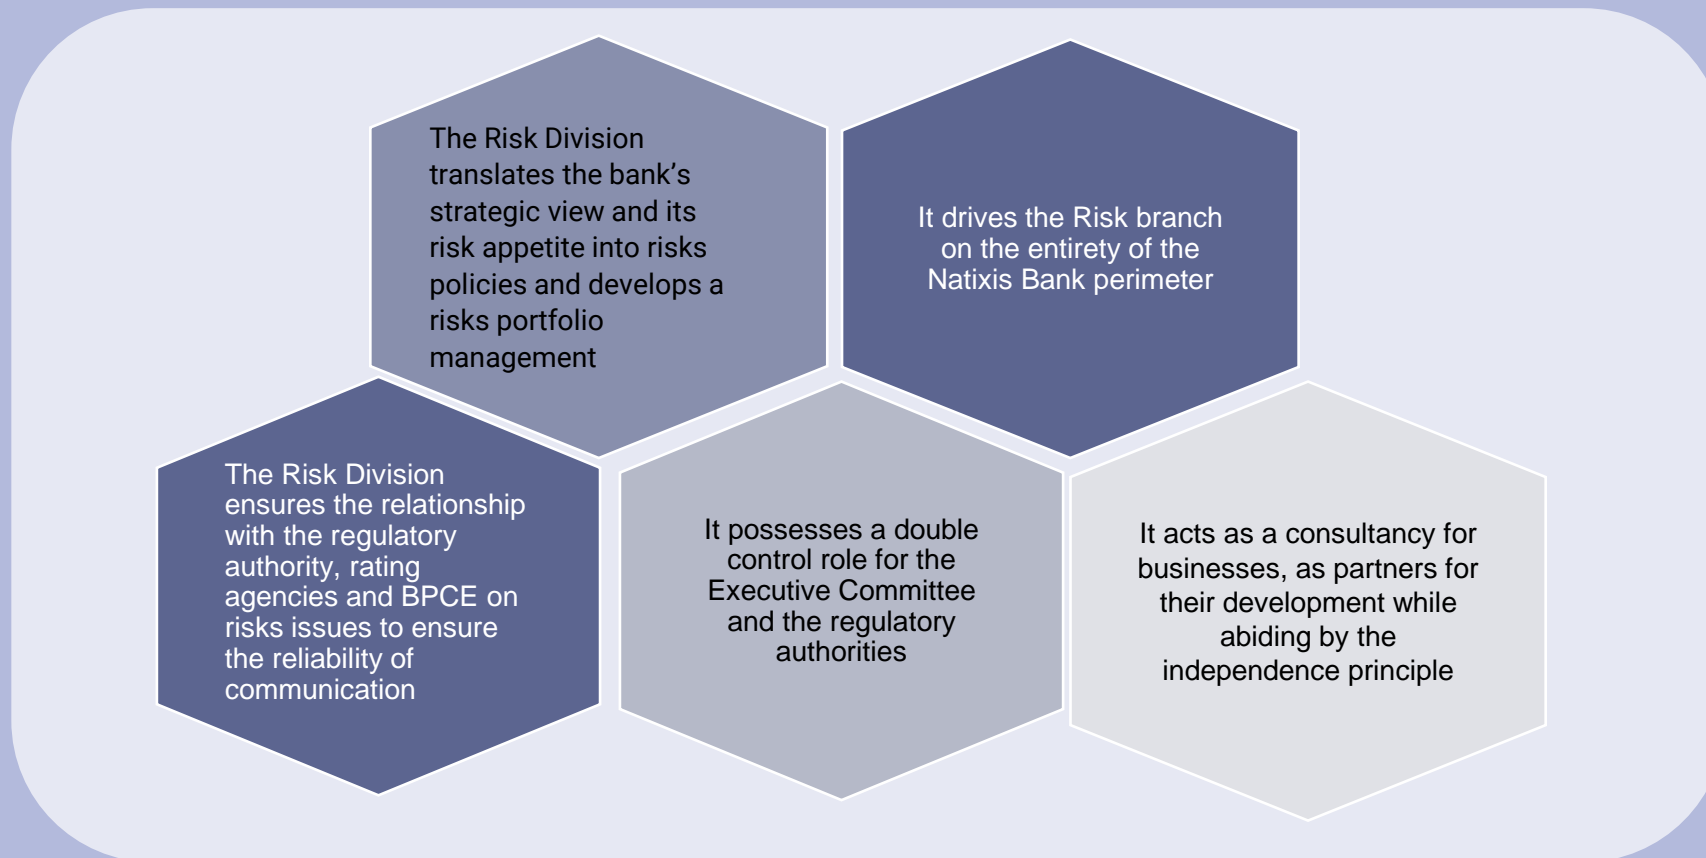 The Risk Division
translates the bank’s
strategic view and its
risk appetite into risks
policies and develops a
risks portfolio
management
It drives the Risk branch
on the entirety of the
Natixis Bank perimeter
The Risk Division
ensures the relationship
with the regulatory
authority, rating
agencies and BPCE on
risks issues to ensure
the reliability of
communication
It possesses a double
control role for the
Executive Committee
and the regulatory
authorities
It acts as a consultancy for
businesses, as partners for
their development while
abiding by the
independence principle